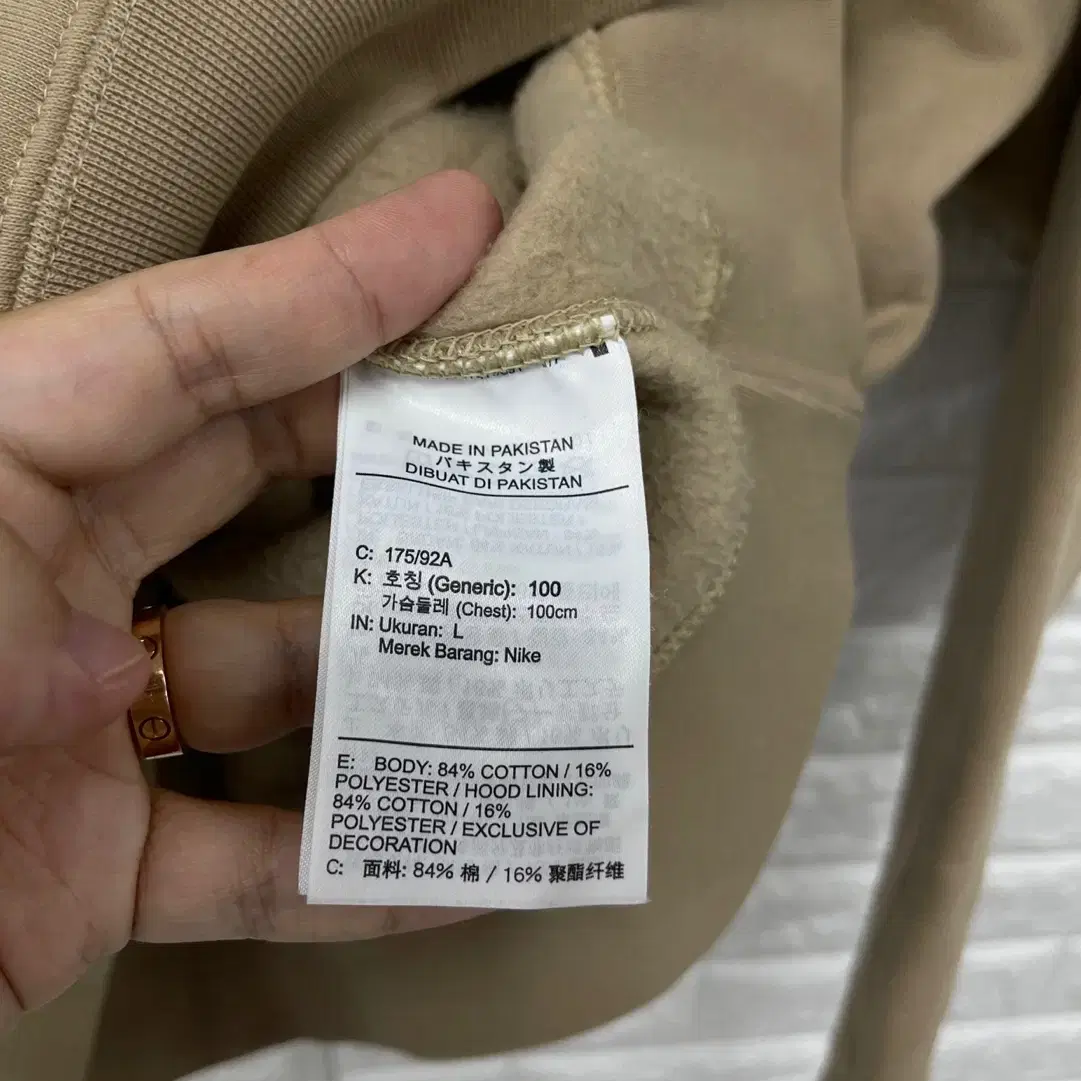 MADE IN PAKISTAN
パキスタン製
DIBUAT DI PAKISTAN
C: 175/92A
K: 호칭 (Generic): 100
가슴둘레 (Chest): 100cm
IN: Ukuran: L
Merek Barang: Nike
E: BODY: 84% COTTON / 16%
POLYESTER / HOOD LINING:
84% COTTON / 16%
POLYESTER / EXCLUSIVE OF
DECORATION
C: 面料: 84% 棉 / 16% 聚酯纤维